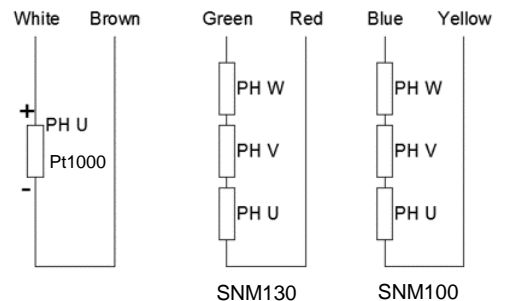 White Brown Green Red Blue Yellow
PH W PH W
+
PH U
PH V PH V
Pt1000
-
PH U PH U
SNM130 SNM100